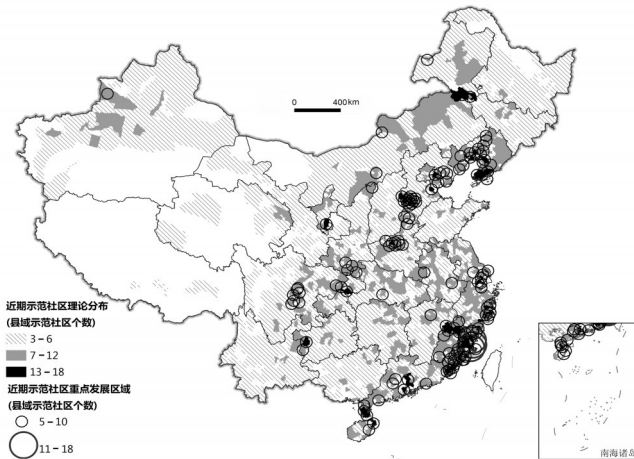 0 400km
近期示范社区理论分布
(县域示范社区个数)
3-6
7-12
13-18
近期示范社区重点发展区域
(县域示范社区个数)
5-10
11-18
南海诸岛